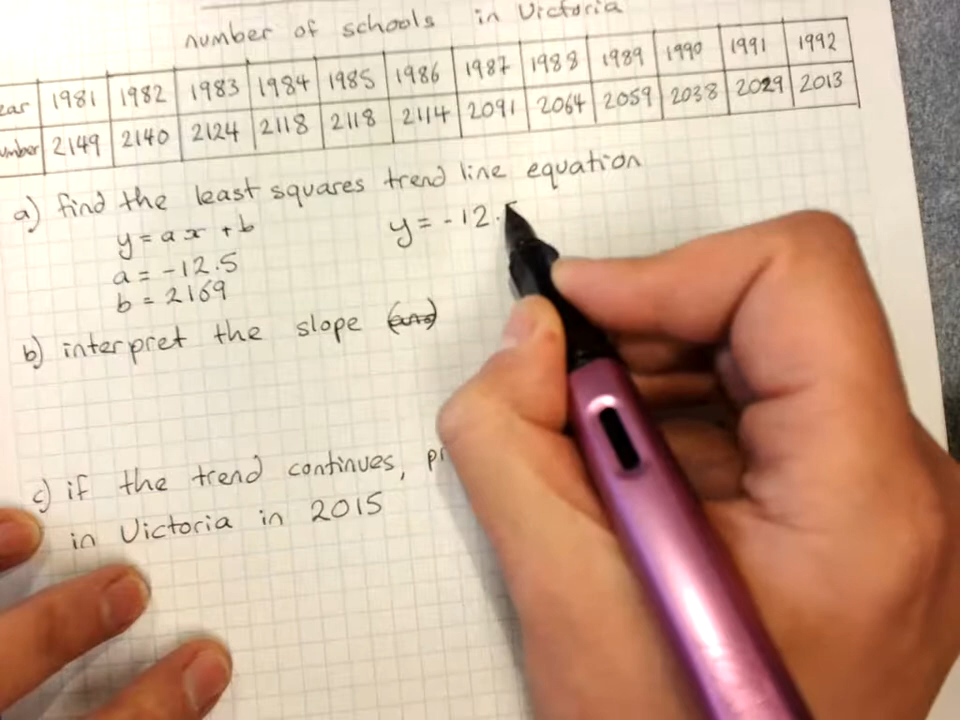 number of schools in Victoria
1981 1982 1983 1984 1985 1986 1987 1988 1989 1990 1991 1992
2149 2140 2124 2118 2118 2114 2091 2064 2059 2038 2029 2013
a) find the least squares trend line equation
y = ax + b
y = -12.5
a = -12.5
b = 2169
b) interpret the slope
c) if the trend continues,
in Victoria in 2015